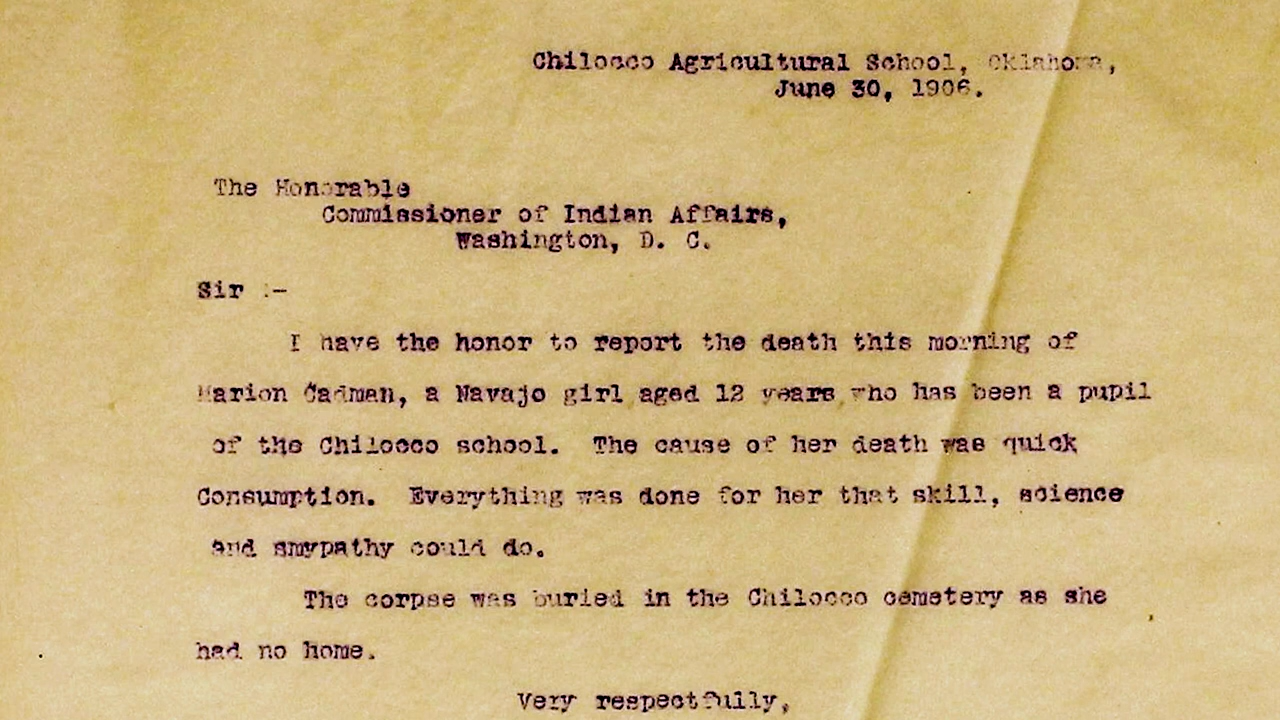 Chilocco Agricultural School, Oklahoma,
June 30, 1906.
The Honorable
Commissioner of Indian Affairs,
Washington, D. C.
Sir :-
I have the honor to report the death this morning of
Marion Cadman, a Navajo girl aged 12 years who has been a pupil
of the Chilocco school. The cause of her death was quick
Consumption. Everything was done for her that skill, science
and smypathy could do.
The corpse was buried in the Chilocco cemetery as she
had no home.
Very respectfully,